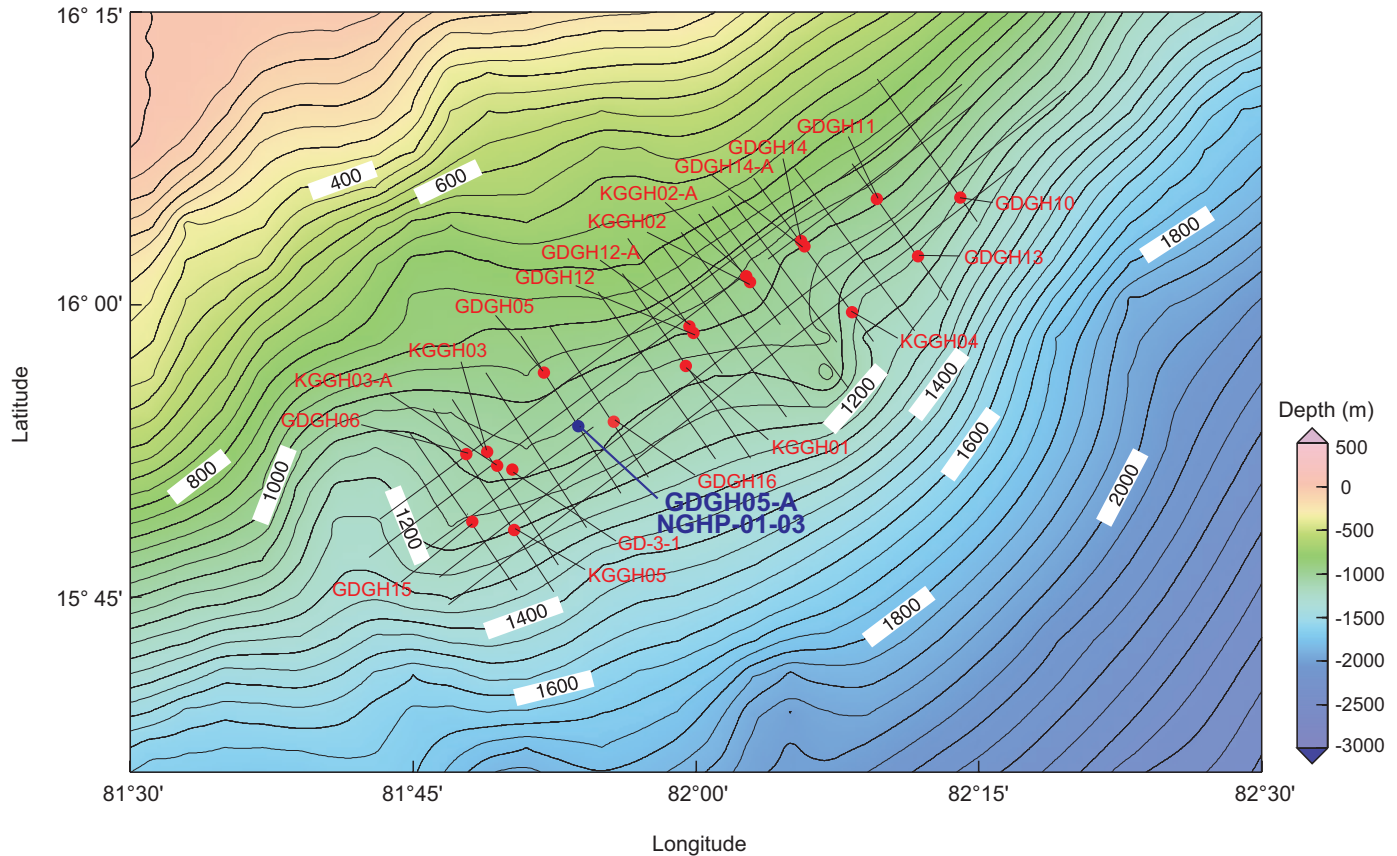 16° 15'
GDGH11
GDGH14
GDGH14-A
400
600
KGGH02-A
GDGH10
KGGH02
1800
GDGH12-A
GDGH13
GDGH12
16° 00'
GDGH05
KGGH04
KGGH03
KGGH03-A
1400
1200
Latitude
Depth (m)
GDGH06
1600
KGGH01
500
800
1000
GDGH16
2000
0
GDGH05-A
-500
1200
NGHP-01-03
GD-3-1
-1000
KGGH05
GDGH15
15° 45'
1400
1800
-1500
-2000
1600
-2500
-3000
81°30'
81°45'
82°00'
82°15'
82°30'
Longitude